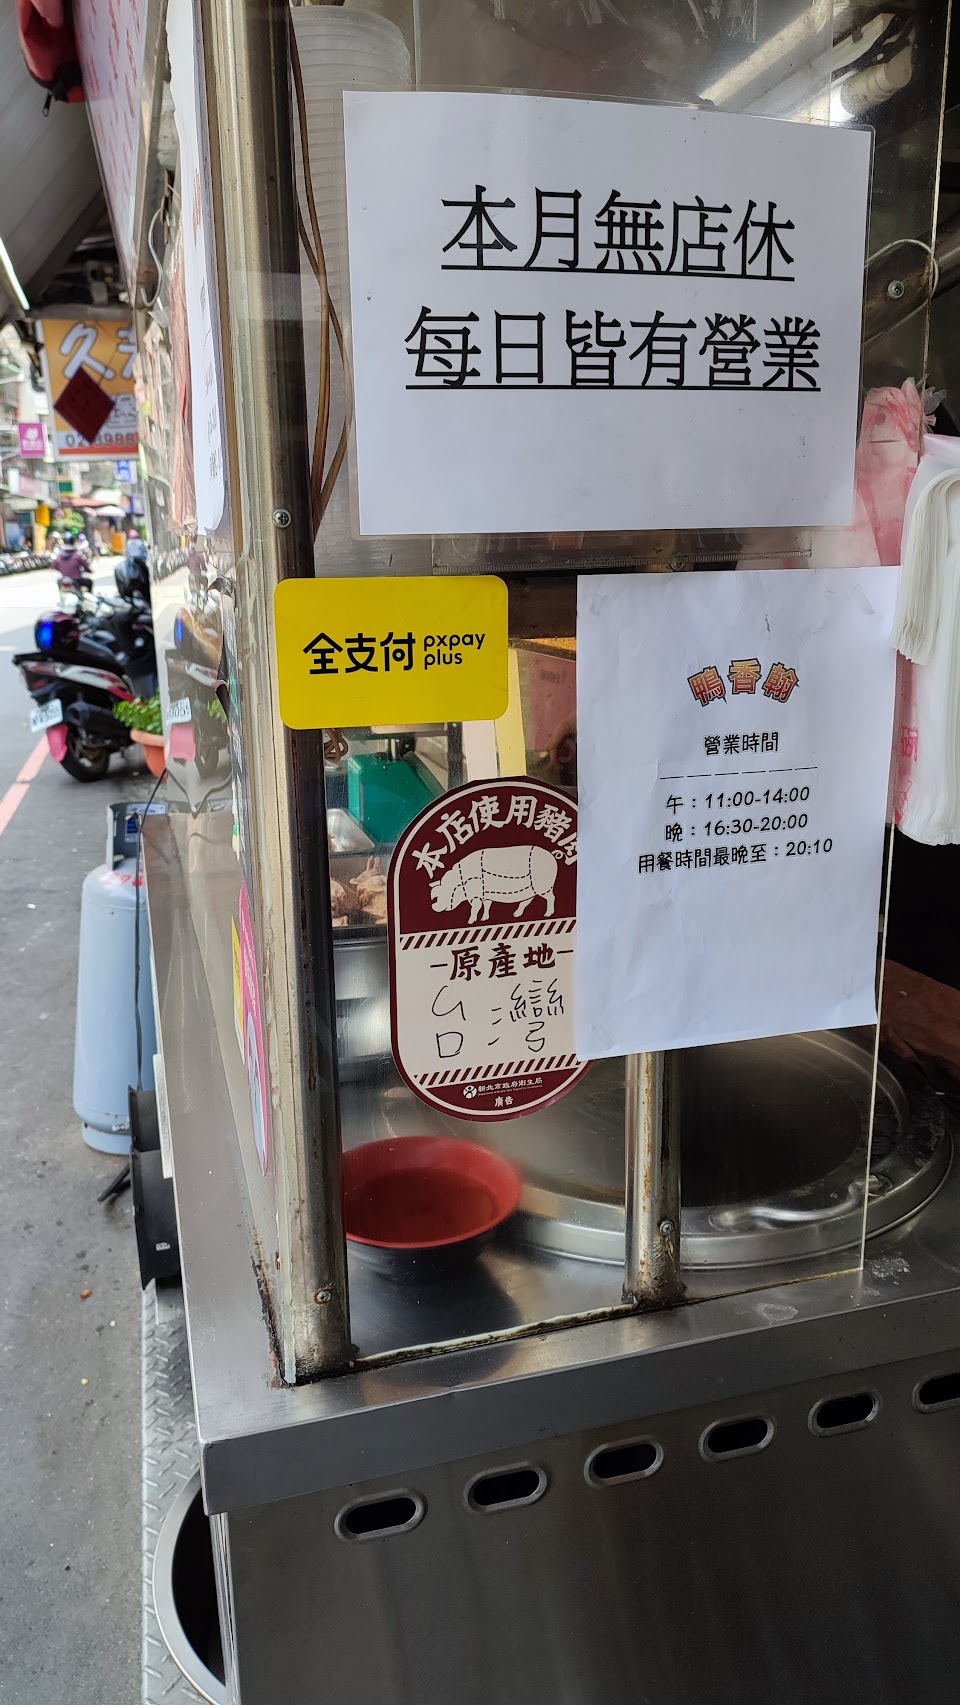 本月無店休
每日皆有營業
全支付 pxpay plus
鴨香翰
營業時間
午：11:00-14:00
晚：16:30-20:00
用餐時間最晚至：20:10
本店使用豬肉
原產地
台灣
新北市政府衛生局
廣告
久